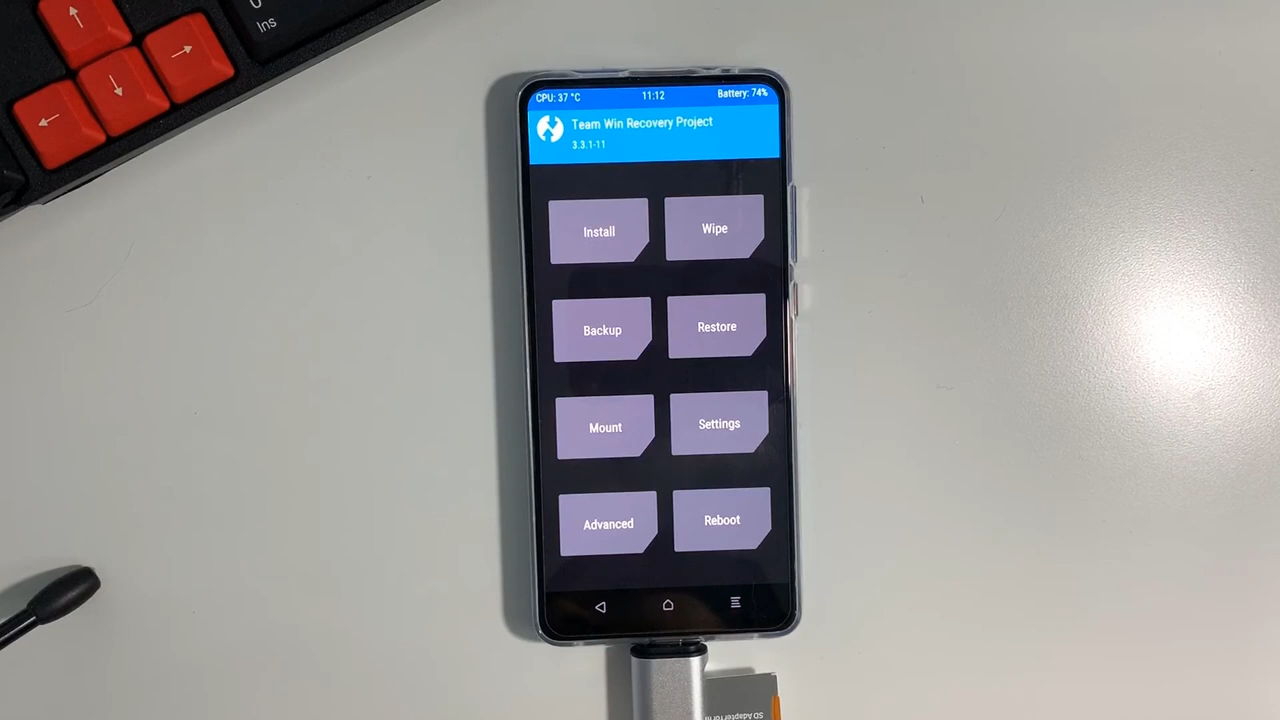 0
Ins
CPU: 37 °C 11:12 Battery: 74%
Team Win Recovery Project
3.3.1-11
Install Wipe
Backup Restore
Mount Settings
Advanced Reboot
SD Adapter for